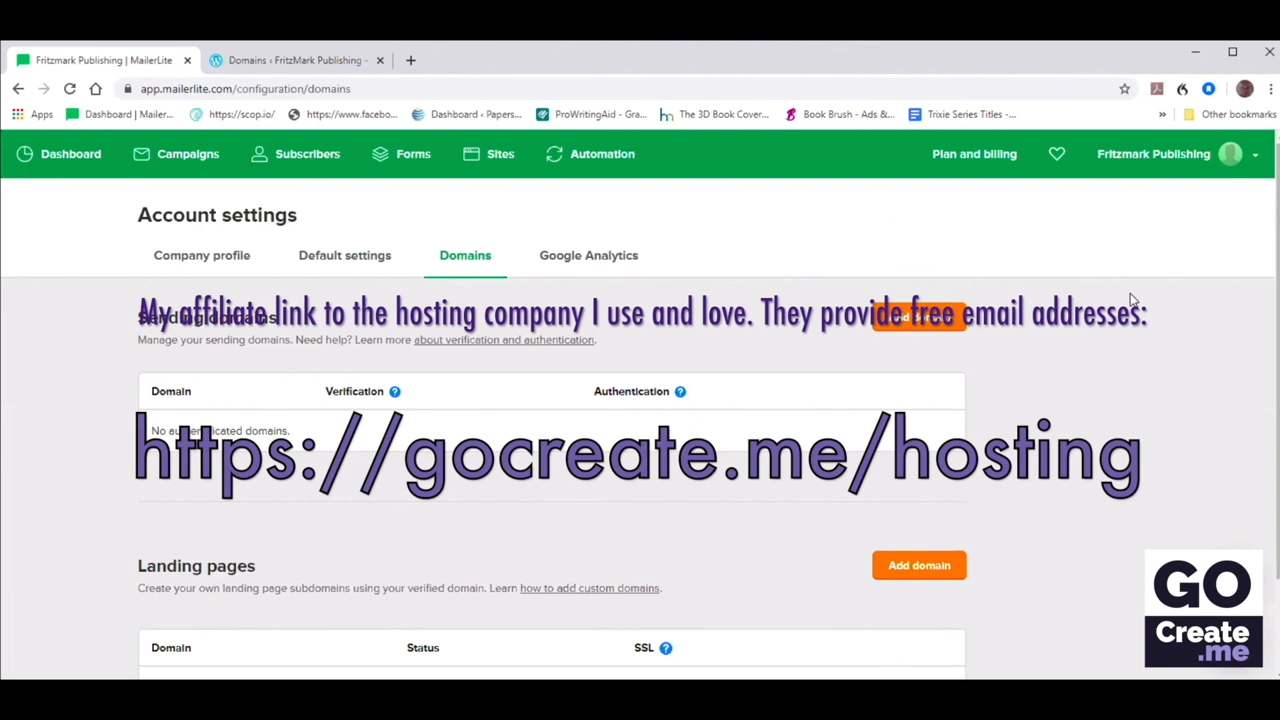 Fritzmark Publishing | MailerLite
Domains ‹ FritzMark Publishing -
app.mailerlite.com/configuration/domains
Apps
Dashboard | Mailer...
https://scop.io/
https://www.facebo...
Dashboard ‹ Papers...
ProWritingAid - Gra...
The 3D Book Cover...
Book Brush - Ads &...
Trixie Series Titles -...
»
Other bookmarks
Dashboard
Campaigns
Subscribers
Forms
Sites
Automation
Plan and billing
Fritzmark Publishing
Account settings
Company profile
Default settings
Domains
Google Analytics
My affiliate link to the hosting company I use and love. They provide free email addresses:
Sending domains
Manage your sending domains. Need help? Learn more about verification and authentication.
Domain
Verification ?
Authentication ?
No authenticated domains.
https://gocreate.me/hosting
Landing pages
Add domain
Create your own landing page subdomains using your verified domain. Learn how to add custom domains.
Domain
Status
SSL ?
GO
Create
.me